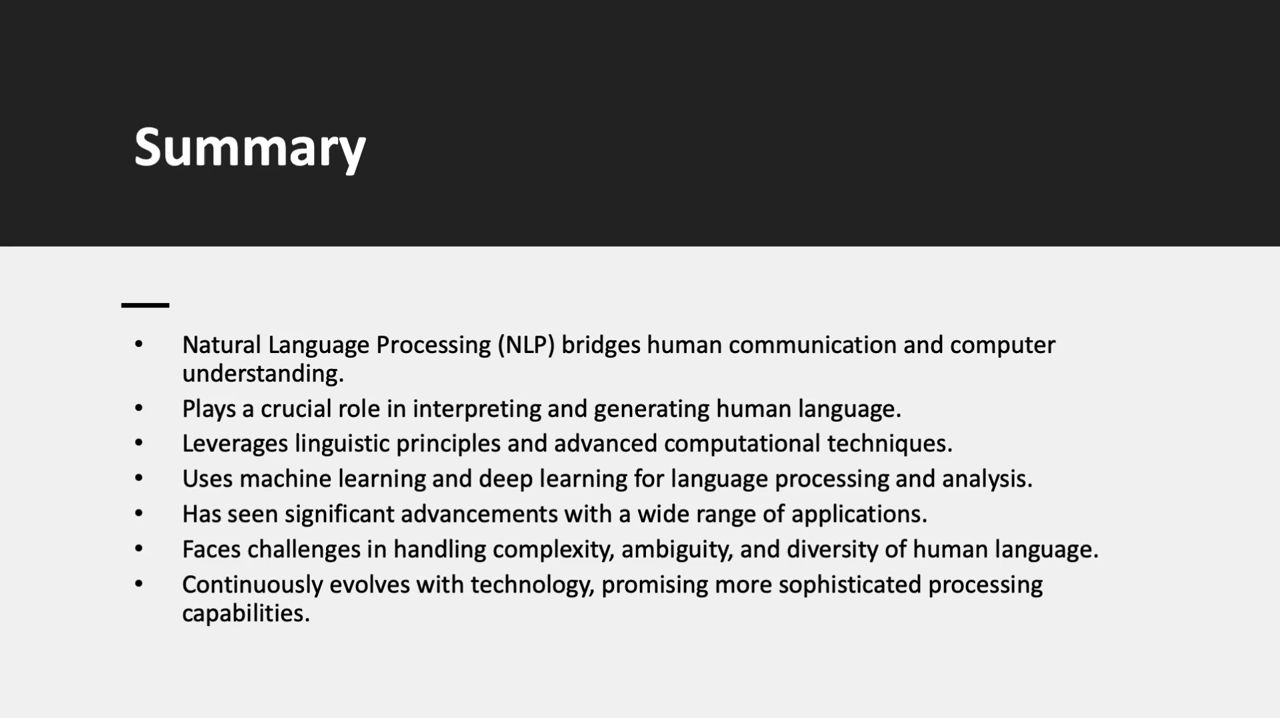 Summary
• Natural Language Processing (NLP) bridges human communication and computer
understanding.
• Plays a crucial role in interpreting and generating human language.
• Leverages linguistic principles and advanced computational techniques.
• Uses machine learning and deep learning for language processing and analysis.
• Has seen significant advancements with a wide range of applications.
• Faces challenges in handling complexity, ambiguity, and diversity of human language.
• Continuously evolves with technology, promising more sophisticated processing
capabilities.